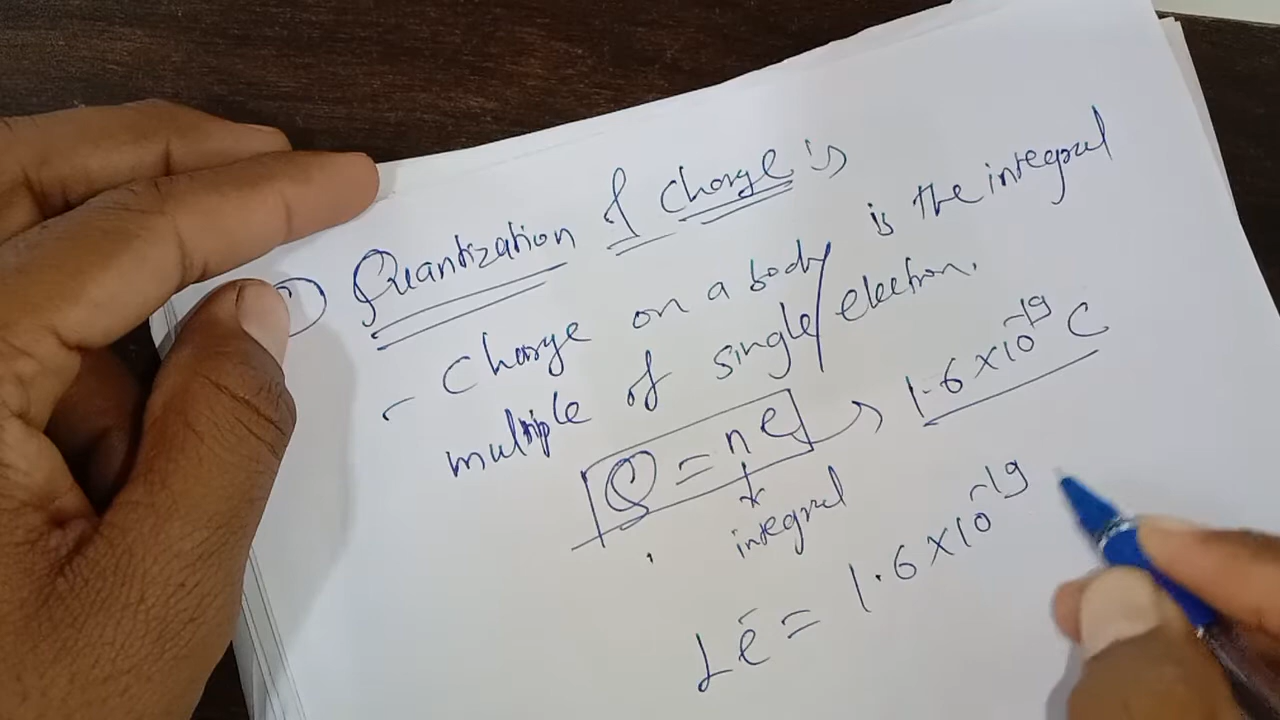 Quantization of charge is
- Charge on a body is the integral
multiple of single/electron.
Q = ne → 1.6×10⁻¹⁹ C
integral
1e⁻ = 1.6×10⁻¹⁹